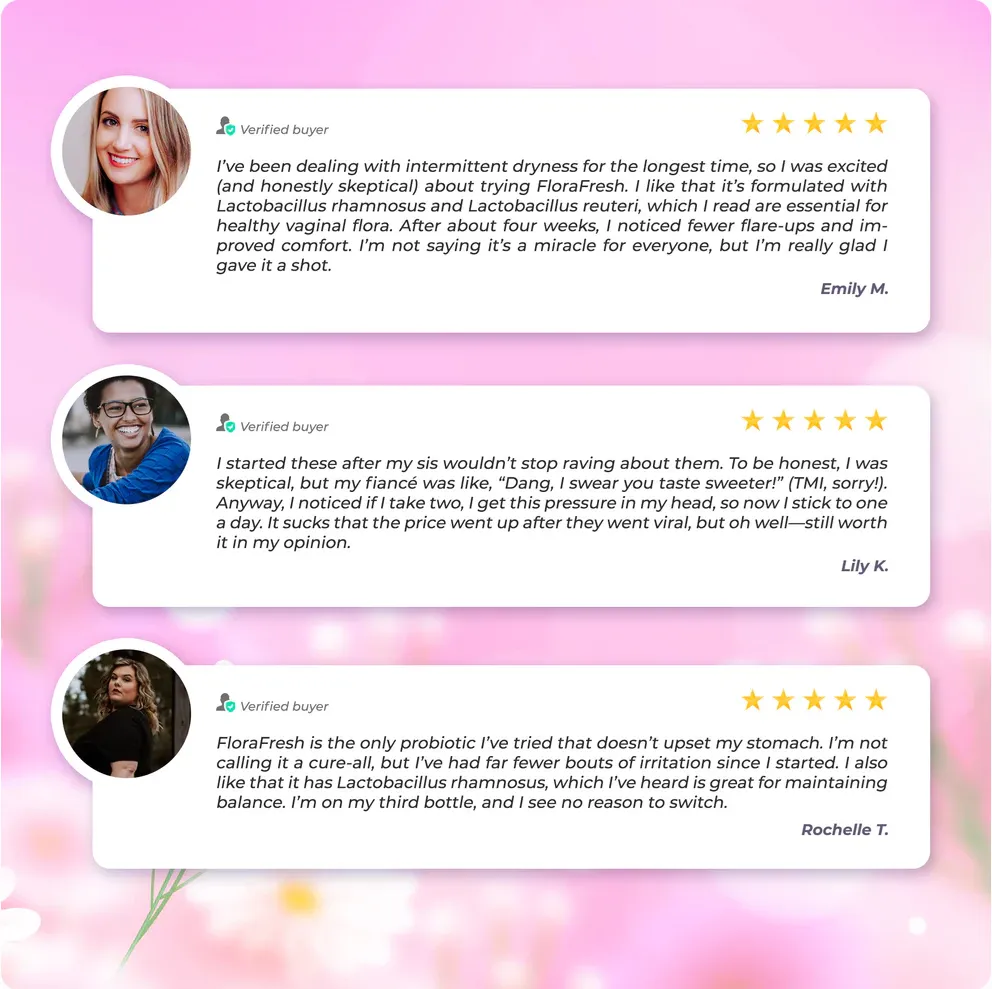 Verified buyer
I’ve been dealing with intermittent dryness for the longest time, so I was excited
(and honestly skeptical) about trying FloraFresh. I like that it’s formulated with
Lactobacillus rhamnosus and Lactobacillus reuteri, which I read are essential for
healthy vaginal flora. After about four weeks, I noticed fewer flare-ups and im-
proved comfort. I’m not saying it’s a miracle for everyone, but I’m really glad I
gave it a shot.
Emily M.
Verified buyer
I started these after my sis wouldn’t stop raving about them. To be honest, I was
skeptical, but my fiancé was like, “Dang, I swear you taste sweeter!” (TMI, sorry!).
Anyway, I noticed if I take two, I get this pressure in my head, so now I stick to one
a day. It sucks that the price went up after they went viral, but oh well—still worth
it in my opinion.
Lily K.
Verified buyer
FloraFresh is the only probiotic I’ve tried that doesn’t upset my stomach. I’m not
calling it a cure-all, but I’ve had far fewer bouts of irritation since I started. I also
like that it has Lactobacillus rhamnosus, which I’ve heard is great for maintaining
balance. I’m on my third bottle, and I see no reason to switch.
Rochelle T.